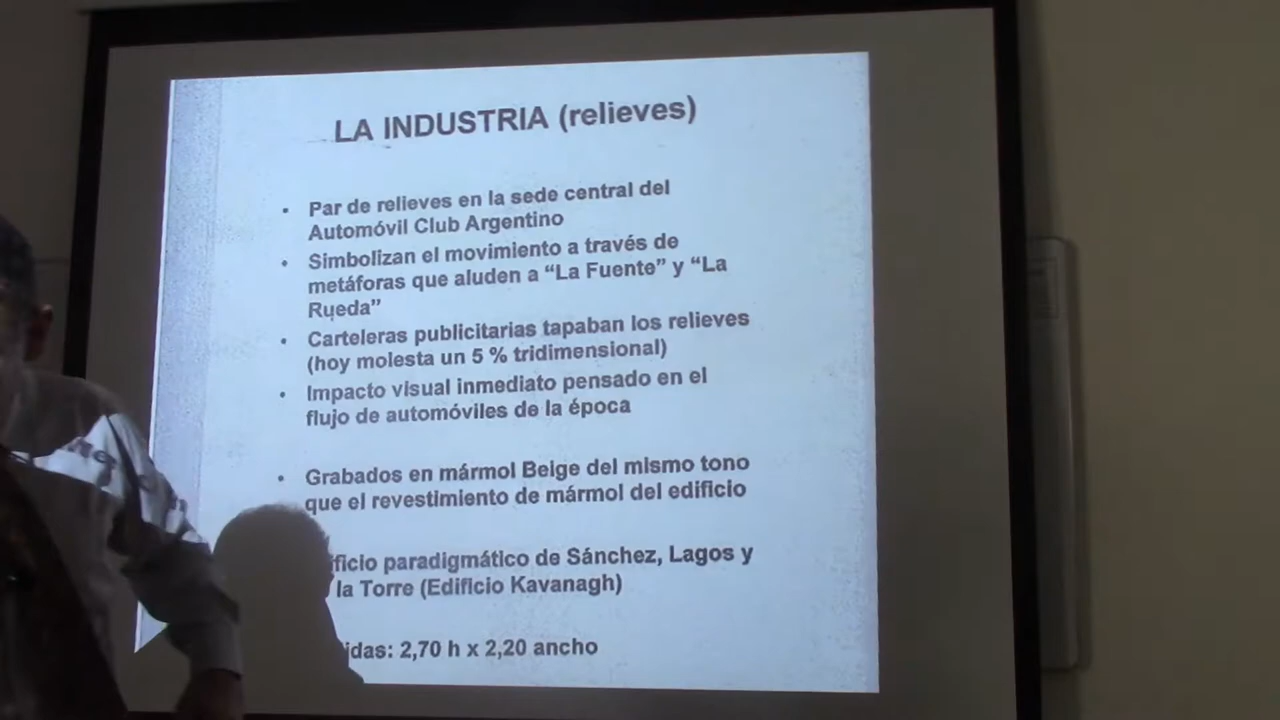 LA INDUSTRIA (relieves)
• Par de relieves en la sede central del
Automóvil Club Argentino
• Simbolizan el movimiento a través de
metáforas que aluden a “La Fuente” y “La
Rueda”
• Carteleras publicitarias tapaban los relieves
(hoy molesta un 5 % tridimensional)
• Impacto visual inmediato pensado en el
flujo de automóviles de la época
• Grabados en mármol Beige del mismo tono
que el revestimiento de mármol del edificio
ficio paradigmático de Sánchez, Lagos y
la Torre (Edificio Kavanagh)
idas: 2,70 h x 2,20 ancho